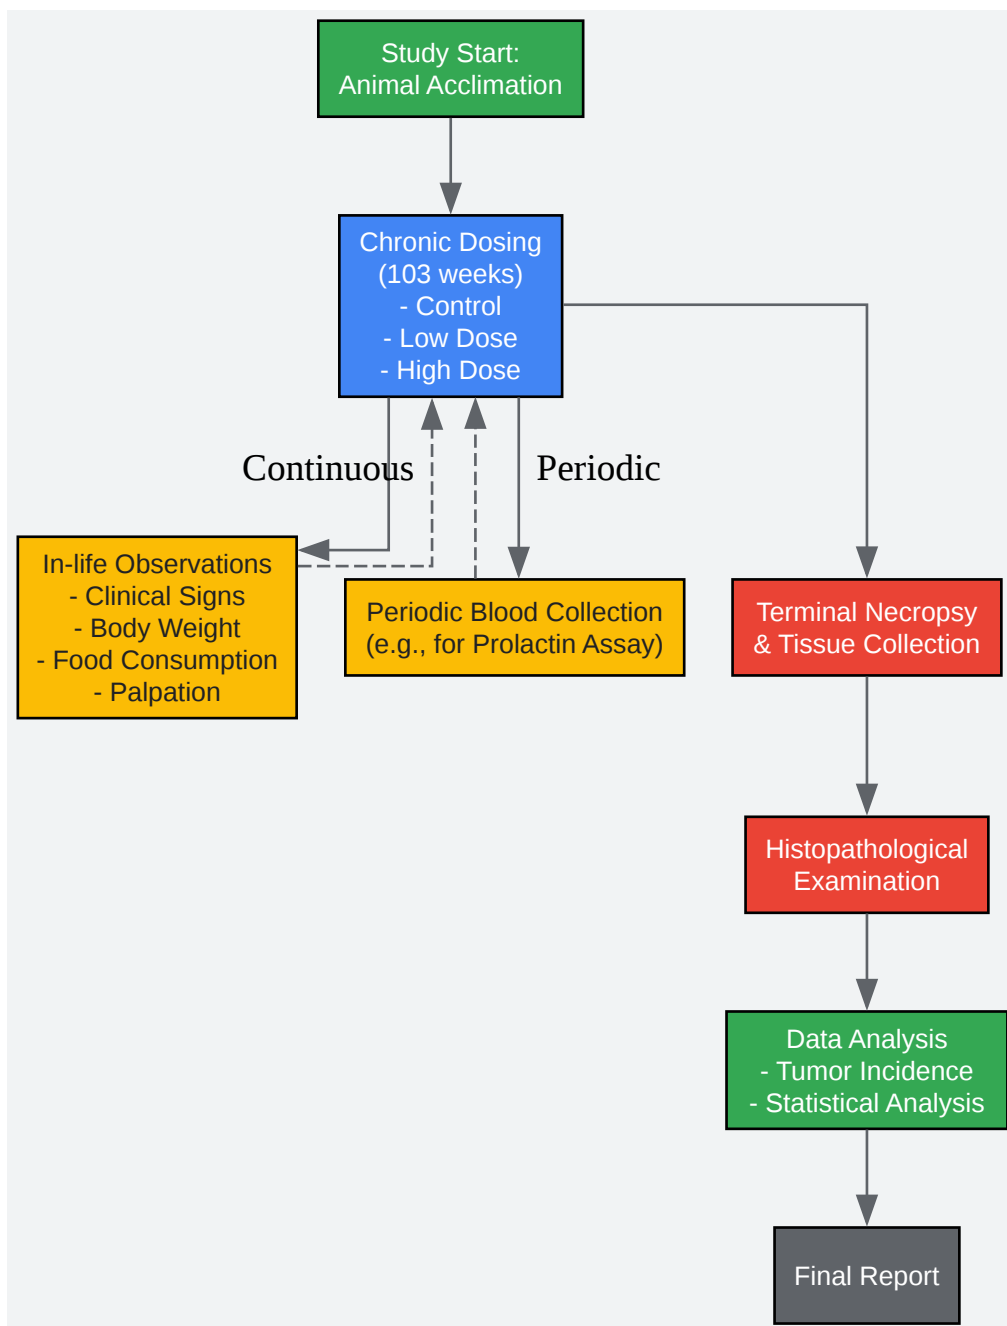 Study Start:
Animal Acclimation
Chronic Dosing
(103 weeks)
- Control
- Low Dose
- High Dose
Continuous
Periodic
In-life Observations
- Clinical Signs
- Body Weight
- Food Consumption
- Palpation
Periodic Blood Collection
(e.g., for Prolactin Assay)
Terminal Necropsy
& Tissue Collection
Histopathological
Examination
Data Analysis
- Tumor Incidence
- Statistical Analysis
Final Report